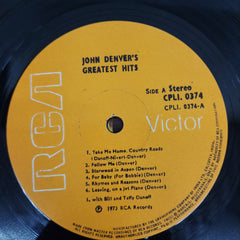 JOHN DENVER'S
GREATEST HITS
SIDE A Stereo
CPL1. 0374
CPL1. 0374-A
RCA
Victor
1. Take Me Home, Country Roads
(Danoff-Nivert-Denver)
2. Follow Me (Denver)
3. Starwood in Aspen (Denver)
4. For Baby (For Bobbie) (Denver)
5. Rhymes and Reasons (Denver)
6. Leaving, on a Jet Plane (Denver)
1. with Bill and Taffy Danoff
℗ 1973 RCA Records